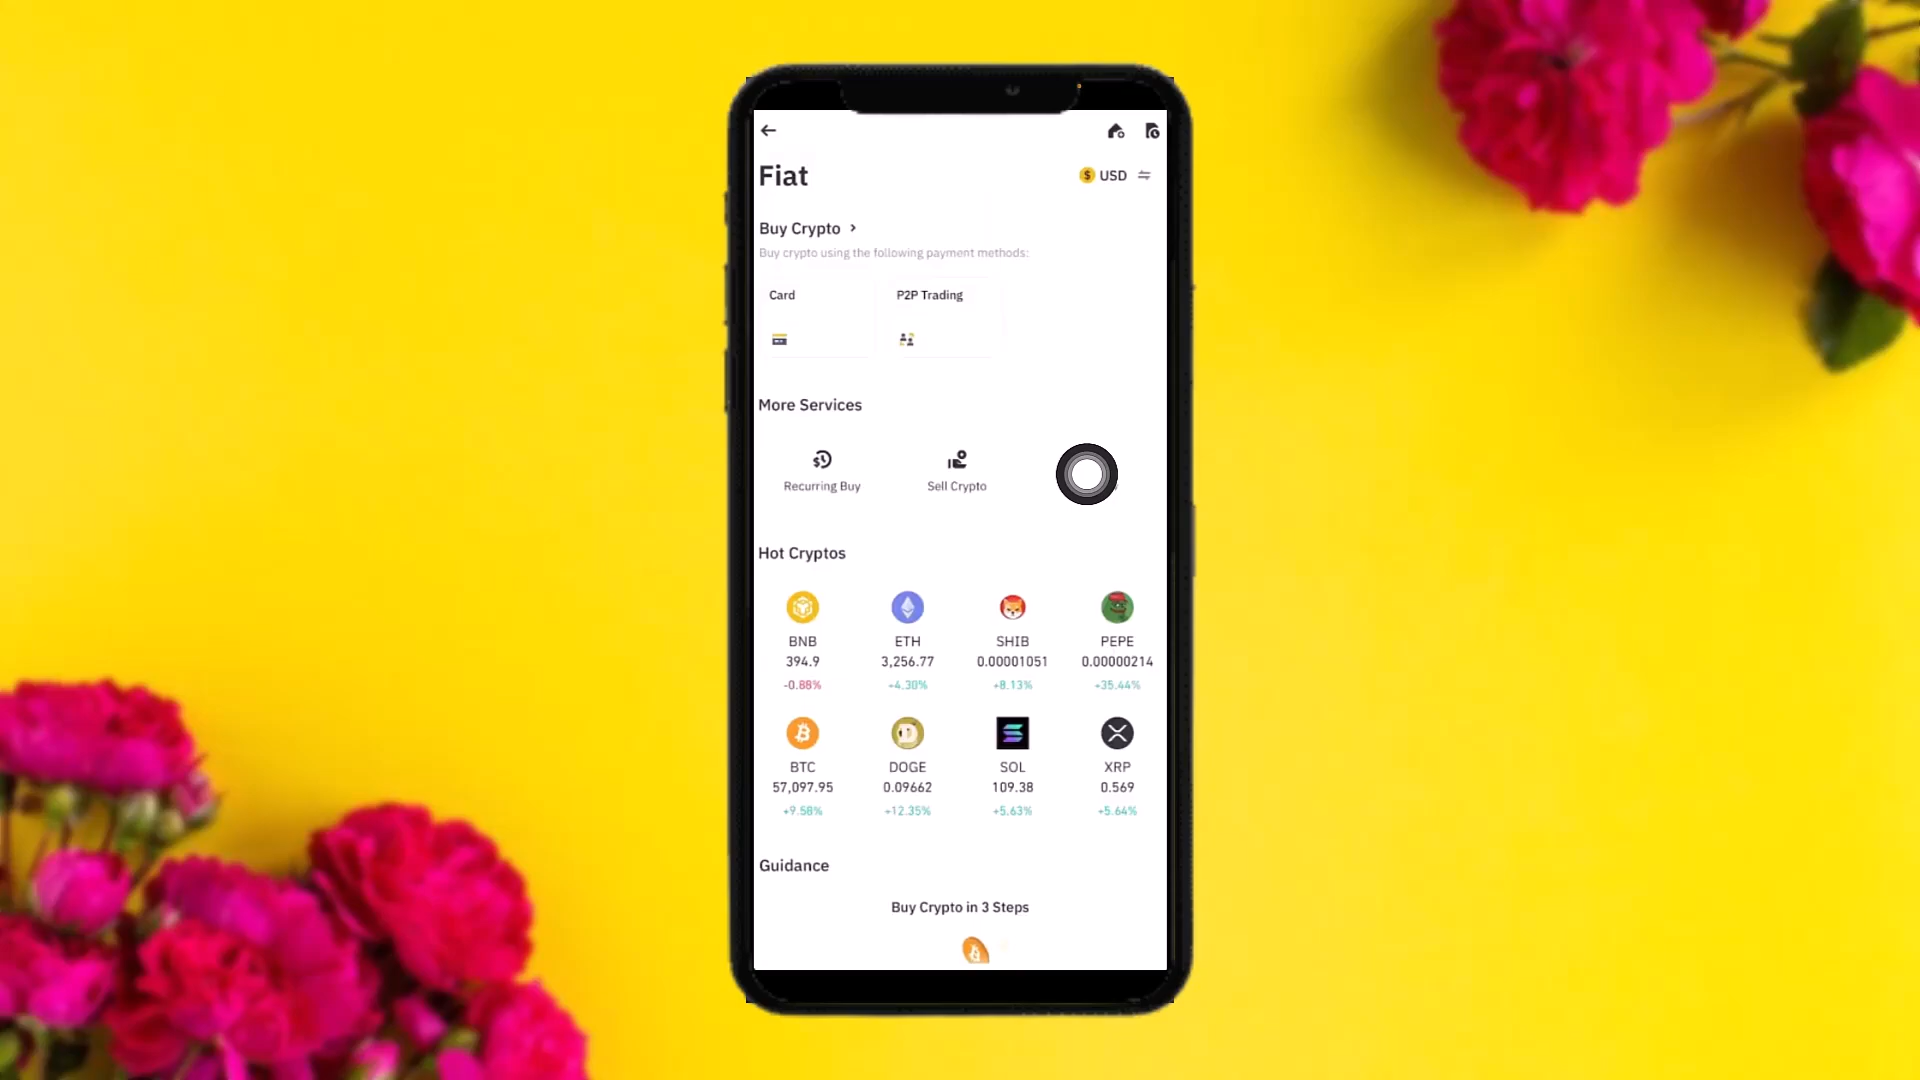 Fiat
USD
Buy Crypto
Buy crypto using the following payment methods:
Card
P2P Trading
More Services
Recurring Buy
Sell Crypto
Hot Cryptos
BNB ETH SHIB PEPE
394.9 3,256.77 0.00001051 0.00000214
-0.88% +4.30% +8.13% +35.44%
BTC DOGE SOL XRP
57,097.95 0.09662 109.38 0.569
+9.58% +12.35% +5.63% +5.64%
Guidance
Buy Crypto in 3 Steps